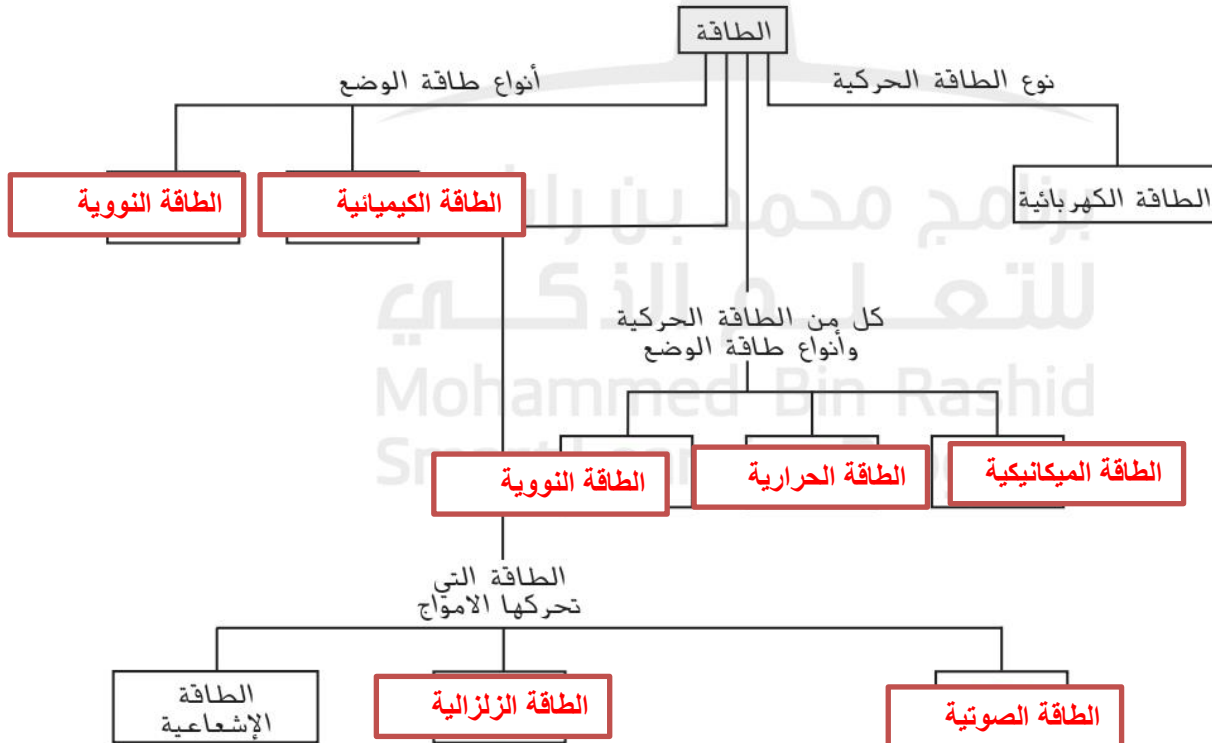 الطاقة
نوع الطاقة الحركية
أنواع طاقة الوضع
الطاقة الكهربائية
الطاقة الكيميائية
الطاقة النووية
برنامج محمد بن راشد
للتعلم الذكي
كل من الطاقة الحركية
وأنواع طاقة الوضع
Mohammed Bin Rashid
الطاقة الميكانيكية
الطاقة الحرارية
الطاقة النووية
الطاقة التي
تحركها الامواج
الطاقة الصوتية
الطاقة الزلزالية
الطاقة
الإشعاعية